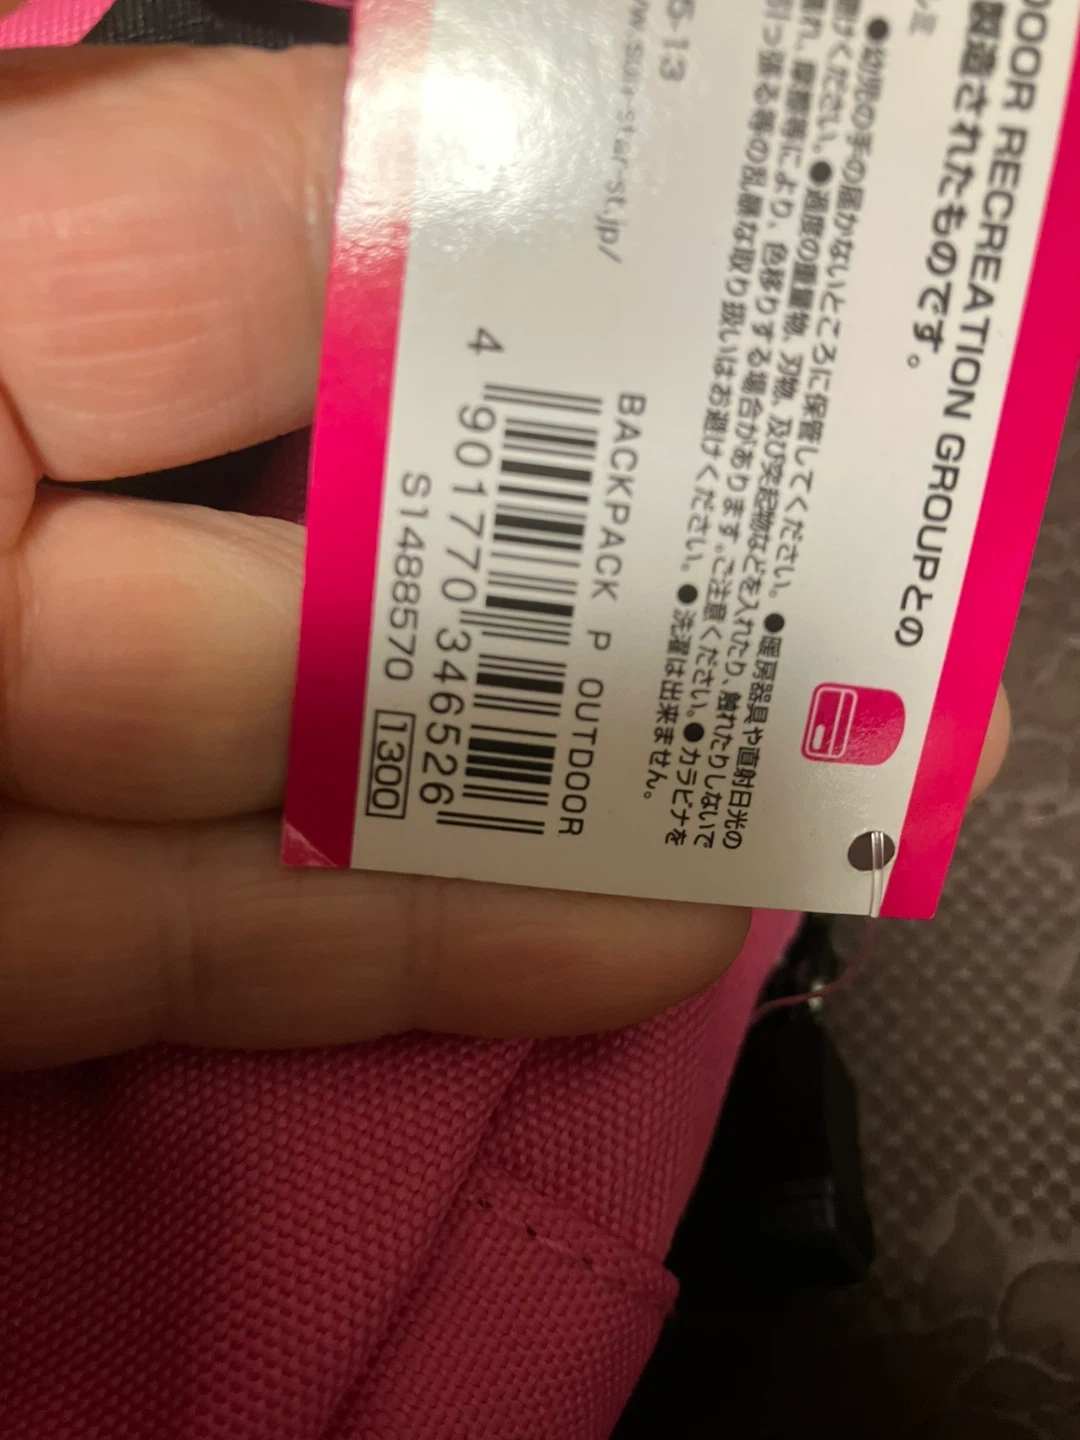 DOOR RECREATION GROUPとの
製造されたものです。
●幼児の手の届かないところに保管してください。●暖房器具や直射日光の
避けください。●過度の重量物、刃物、及び突起物などを入れたり、触れたりしないで
濡れ、摩擦等により、色移りする場合があります。ご注意ください。●カラビナを
引っ張る等の乱暴な取り扱いはお避けください。●洗濯は出来ません。
5-13
w.sun-star-st.jp/
BACKPACK P OUTDOOR
4 901770 346526
S1488570 1300